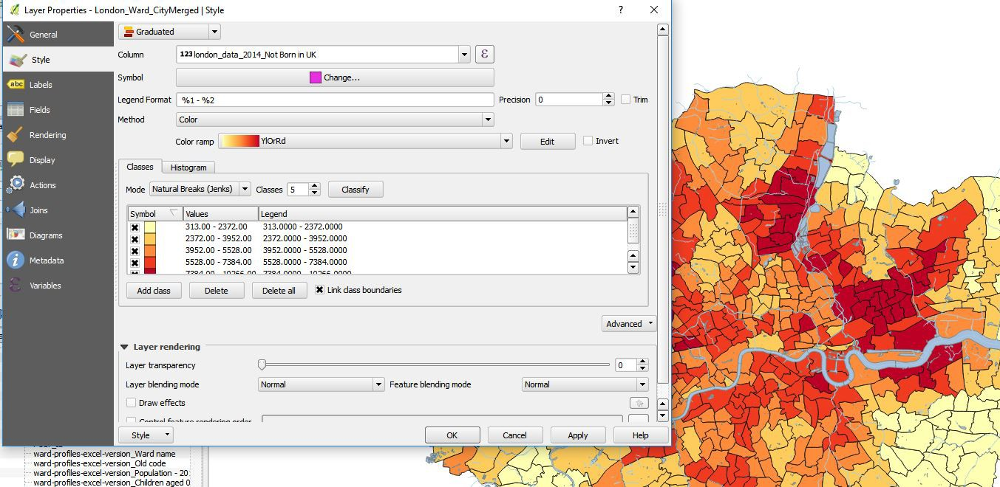 Layer Properties - London_Ward_CityMerged | Style
General
Style
Labels
Fields
Rendering
Display
Actions
Joins
Diagrams
Metadata
Variables
Graduated
Column 123 london_data_2014_Not Born in UK ε
Symbol Change...
Legend Format %1 - %2 Precision 0 Trim
Method Color
Color ramp YlOrRd Edit Invert
Classes Histogram
Mode Natural Breaks (Jenks) Classes 5 Classify
Symbol Values Legend
313.00 - 2372.00 313.0000 - 2372.0000
2372.00 - 3952.00 2372.0000 - 3952.0000
3952.00 - 5528.00 3952.0000 - 5528.0000
5528.00 - 7384.00 5528.0000 - 7384.0000
7384.00 - 10266.00 7384.0000 - 10266.0000
Add class Delete Delete all Link class boundaries
Advanced
Layer rendering
Layer transparency 0
Layer blending mode Normal Feature blending mode Normal
Draw effects
Control feature rendering order
Style OK Cancel Apply Help
ward-profiles-excel-version_Ward name
ward-profiles-excel-version_Old code
ward-profiles-excel-version_Population - 20
ward-profiles-excel-version_Children aged 0